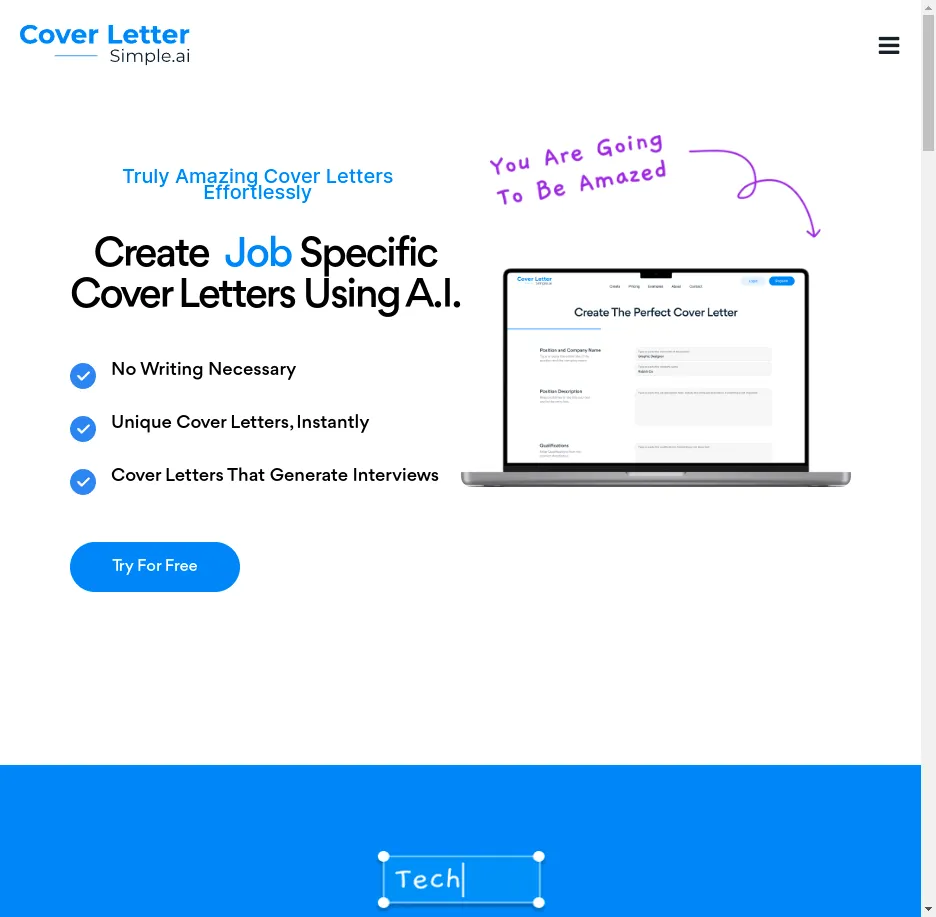 Cover Letter
Simple.ai
You Are Going
To Be Amazed
Truly Amazing Cover Letters
Effortlessly
Create Job Specific
Cover Letters Using A.I.
No Writing Necessary
Unique Cover Letters, Instantly
Cover Letters That Generate Interviews
Try For Free
Cover Letter
Simple.ai
Create Pricing Examples About Contact
Login Register
Create The Perfect Cover Letter
Position and Company Name
Graphic Designer
Position Description
Qualifications
Tech